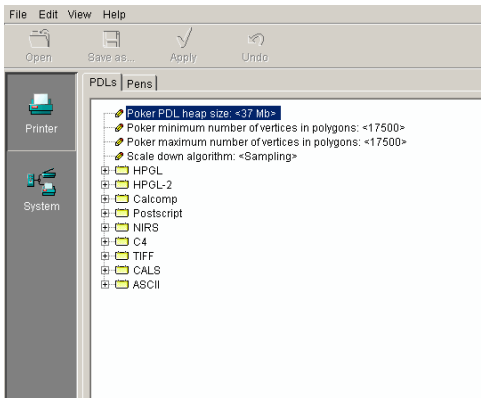 File Edit View Help
Open Save as... Apply Undo
PDLs Pens
Printer
System
Poker PDL heap size: <37 Mb>
Poker minimum number of vertices in polygons: <17500>
Poker maximum number of vertices in polygons: <17500>
Scale down algorithm: <Sampling>
HPGL
HPGL-2
Calcomp
Postscript
NIRS
C4
TIFF
CALS
ASCII